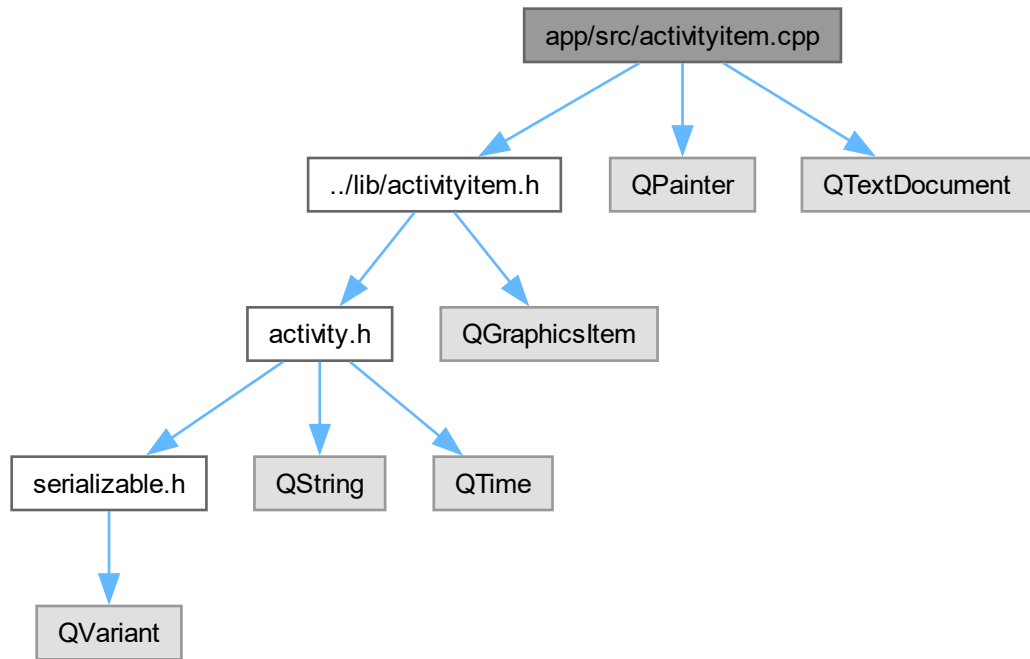 app/src/activityitem.cpp
../lib/activityitem.h
QPainter
QTextDocument
activity.h
QGraphicsItem
serializable.h
QString
QTime
QVariant